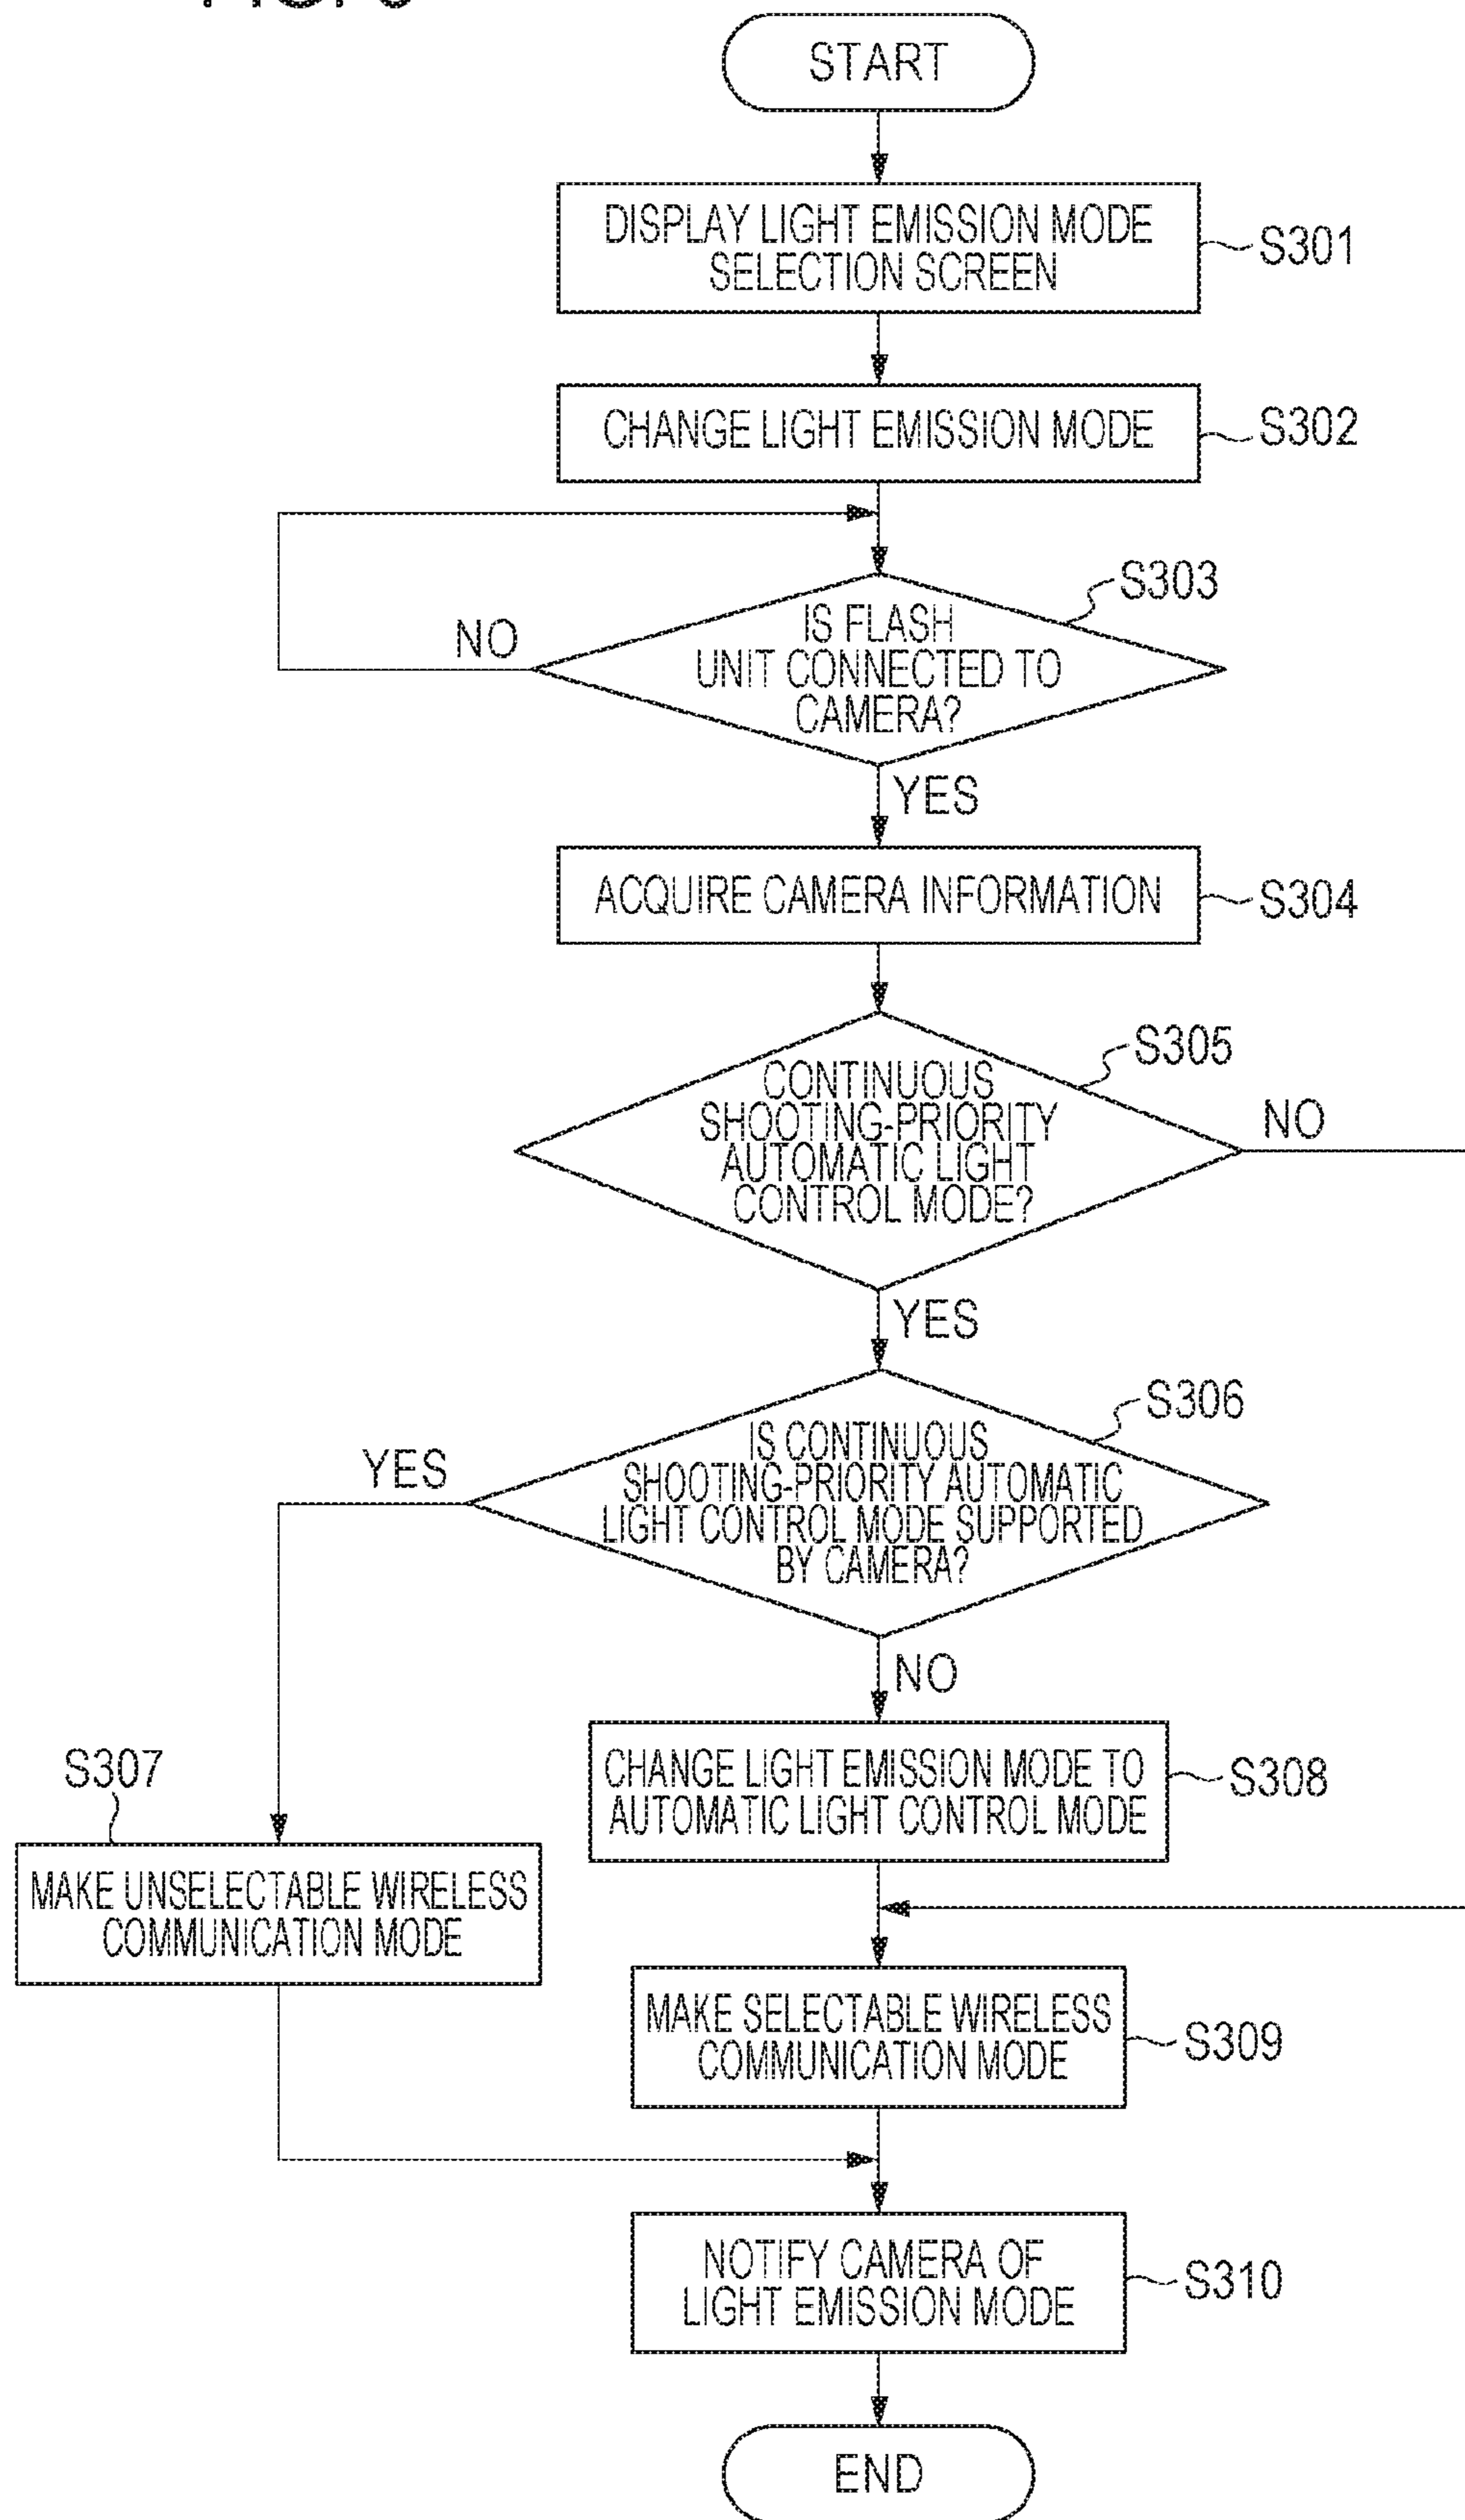 START
DISPLAY LIGHT EMISSION MODE
SELECTION SCREEN
S301
CHANGE LIGHT EMISSION MODE
S302
S303
IS FLASH
UNIT CONNECTED TO
CAMERA?
NO
YES
ACQUIRE CAMERA INFORMATION
S304
S305
CONTINUOUS
SHOOTING-PRIORITY
AUTOMATIC LIGHT
CONTROL MODE?
NO
YES
S306
IS CONTINUOUS
SHOOTING-PRIORITY AUTOMATIC
LIGHT CONTROL MODE SUPPORTED
BY CAMERA?
YES
NO
S307
MAKE UNSELECTABLE WIRELESS
COMMUNICATION MODE
CHANGE LIGHT EMISSION MODE TO
AUTOMATIC LIGHT CONTROL MODE
S308
MAKE SELECTABLE WIRELESS
COMMUNICATION MODE
S309
NOTIFY CAMERA OF
LIGHT EMISSION MODE
S310
END